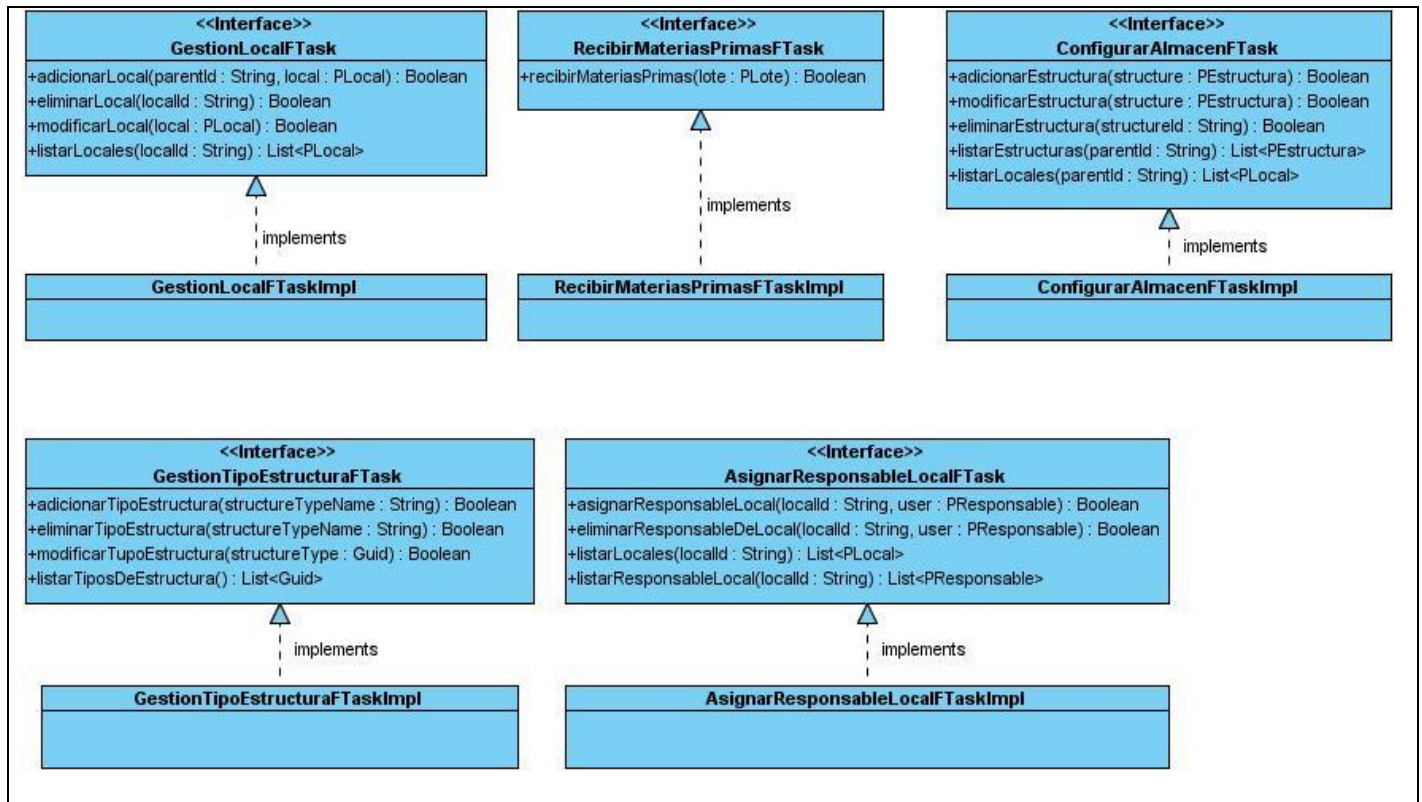 <<Interface>>
GestionLocalFTask
+adicionarLocal(parentId : String, local : PLocal) : Boolean
+eliminarLocal(localId : String) : Boolean
+modificarLocal(local : PLocal) : Boolean
+listarLocales(localId : String) : List<PLocal>
implements
GestionLocalFTaskImpl
<<Interface>>
RecibirMateriasPrimasFTask
+recibirMateriasPrimas(lote : PLote) : Boolean
implements
RecibirMateriasPrimasFTaskImpl
<<Interface>>
ConfigurarAlmacenFTask
+adicionarEstructura(structure : PEstructura) : Boolean
+modificarEstructura(structure : PEstructura) : Boolean
+eliminarEstructura(structureId : String) : Boolean
+listarEstructuras(parentId : String) : List<PEstructura>
+listarLocales(parentId : String) : List<PLocal>
implements
ConfigurarAlmacenFTaskImpl
<<Interface>>
GestionTipoEstructuraFTask
+adicionarTipoEstructura(structureTypeName : String) : Boolean
+eliminarTipoEstructura(structureTypeName : String) : Boolean
+modificarTupoEstructura(structureType : Guid) : Boolean
+listarTiposDeEstructura() : List<Guid>
implements
GestionTipoEstructuraFTaskImpl
<<Interface>>
AsignarResponsableLocalFTask
+asignarResponsableLocal(localId : String, user : PResponsable) : Boolean
+eliminarResponsableDeLocal(localId : String, user : PResponsable) : Boolean
+listarLocales(localId : String) : List<PLocal>
+listarResponsableLocal(localId : String) : List<PResponsable>
implements
AsignarResponsableLocalFTaskImpl